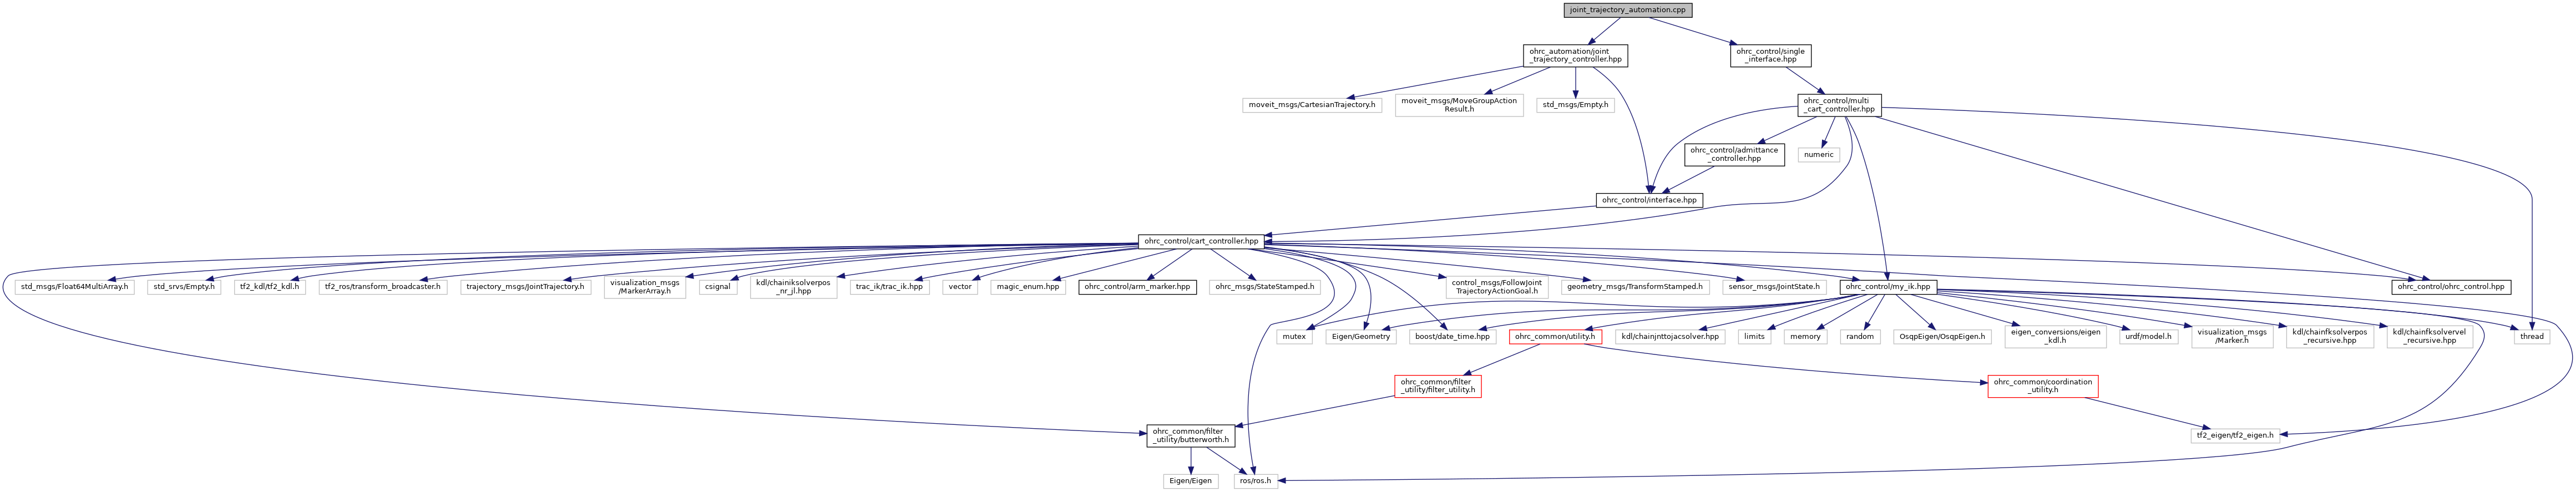 joint_trajectory_automation.cpp
ohrc_automation/joint
_trajectory_controller.hpp
ohrc_control/single
_interface.hpp
moveit_msgs/CartesianTrajectory.h
moveit_msgs/MoveGroupAction
Result.h
std_msgs/Empty.h
ohrc_control/multi
_cart_controller.hpp
ohrc_control/admittance
_controller.hpp
numeric
ohrc_control/interface.hpp
ohrc_control/cart_controller.hpp
std_msgs/Float64MultiArray.h
std_srvs/Empty.h
tf2_kdl/tf2_kdl.h
tf2_ros/transform_broadcaster.h
trajectory_msgs/JointTrajectory.h
visualization_msgs
/MarkerArray.h
csignal
kdl/chainiksolverpos
_nr_jl.hpp
trac_ik/trac_ik.hpp
vector
magic_enum.hpp
ohrc_control/arm_marker.hpp
ohrc_msgs/StateStamped.h
control_msgs/FollowJoint
TrajectoryActionGoal.h
geometry_msgs/TransformStamped.h
sensor_msgs/JointState.h
ohrc_control/my_ik.hpp
ohrc_control/ohrc_control.hpp
mutex
Eigen/Geometry
boost/date_time.hpp
ohrc_common/utility.h
kdl/chainjnttojacsolver.hpp
limits
memory
random
OsqpEigen/OsqpEigen.h
eigen_conversions/eigen
_kdl.h
urdf/model.h
visualization_msgs
/Marker.h
kdl/chainfksolverpos
_recursive.hpp
kdl/chainfksolvervel
_recursive.hpp
thread
ohrc_common/filter
_utility/filter_utility.h
ohrc_common/coordination
_utility.h
ohrc_common/filter
_utility/butterworth.h
tf2_eigen/tf2_eigen.h
Eigen/Eigen
ros/ros.h